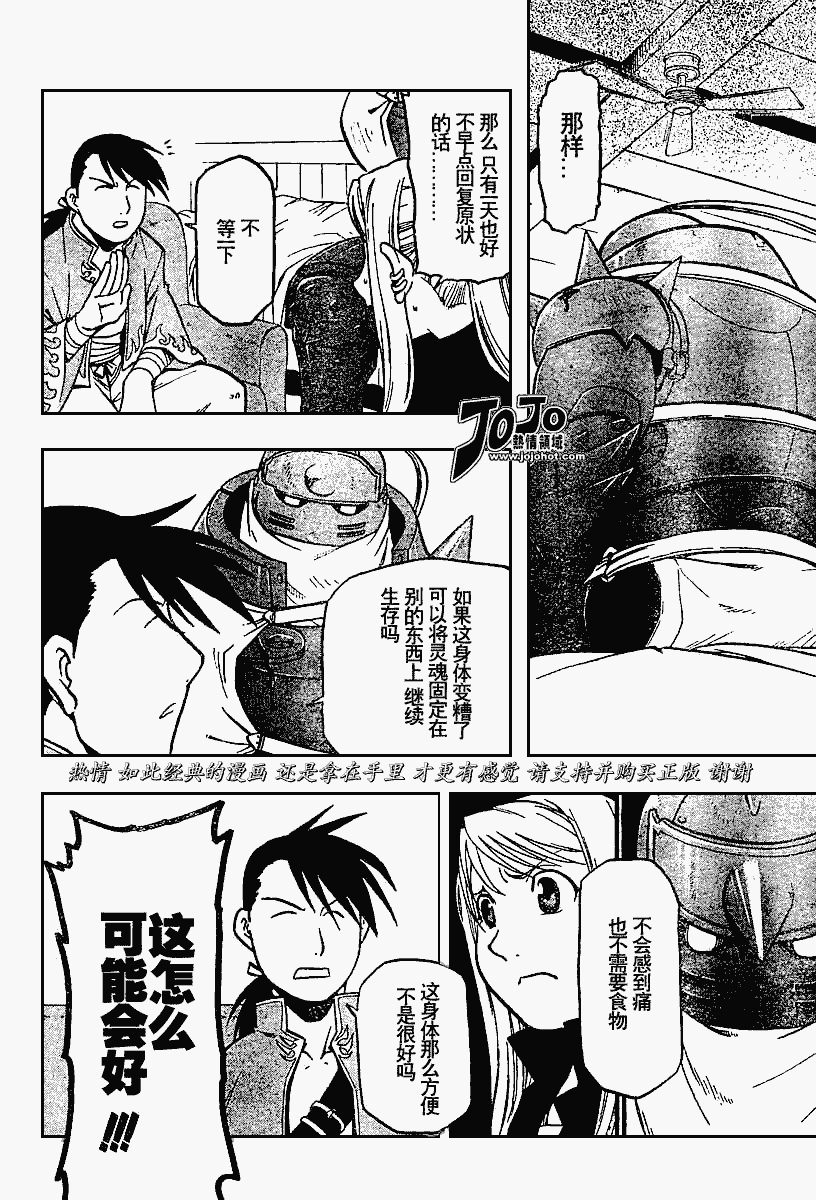 那样…
那么 只有一天也好
不早点回复原状
的话…………
不
等一下
JOJO
熱情領域
www.jojohot.com
如果这身体变糟了
可以将灵魂固定在
别的东西上 继续
生存吗
热情 如此经典的漫画 还是拿在手里 才更有感觉 请支持并购买正版 谢谢
不会感到痛
也不需要食物
这身体那么方便
不是很好吗
这怎么
可能会好
!!!